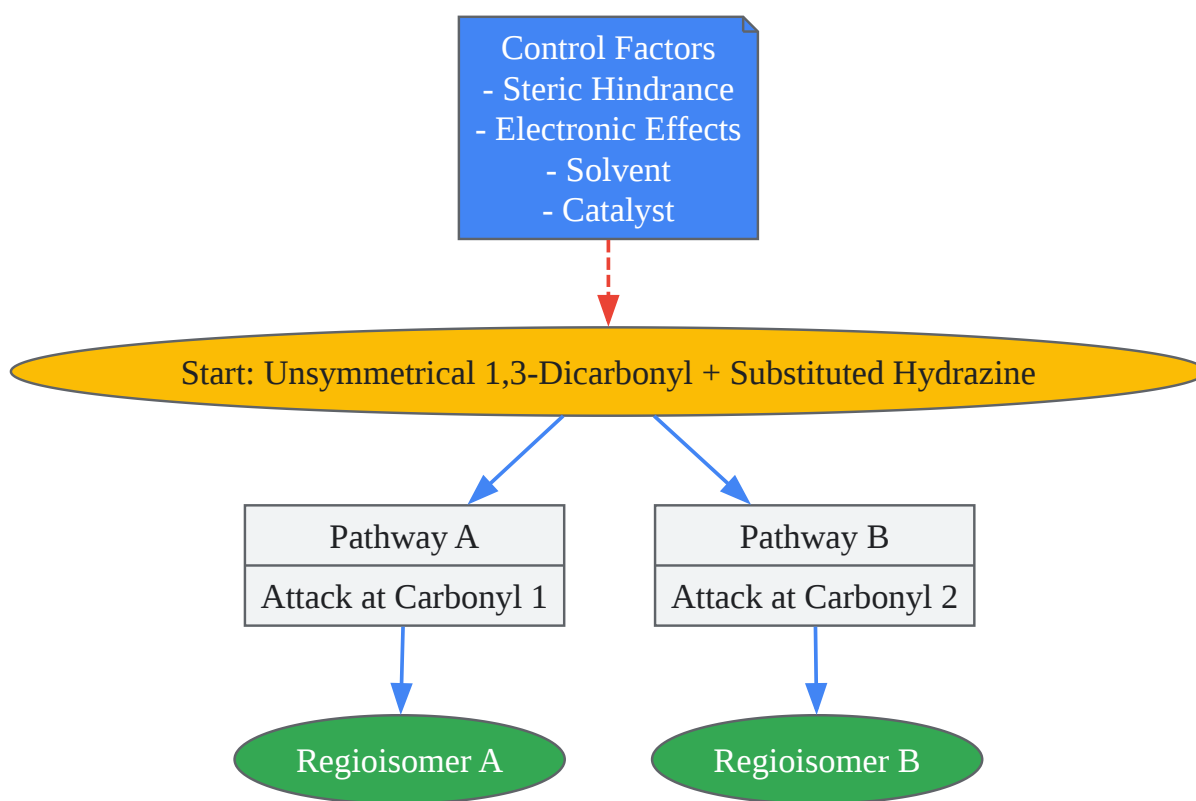 Control Factors
- Steric Hindrance
- Electronic Effects
- Solvent
- Catalyst
Start: Unsymmetrical 1,3-Dicarbonyl + Substituted Hydrazine
Pathway A
Attack at Carbonyl 1
Pathway B
Attack at Carbonyl 2
Regioisomer A
Regioisomer B